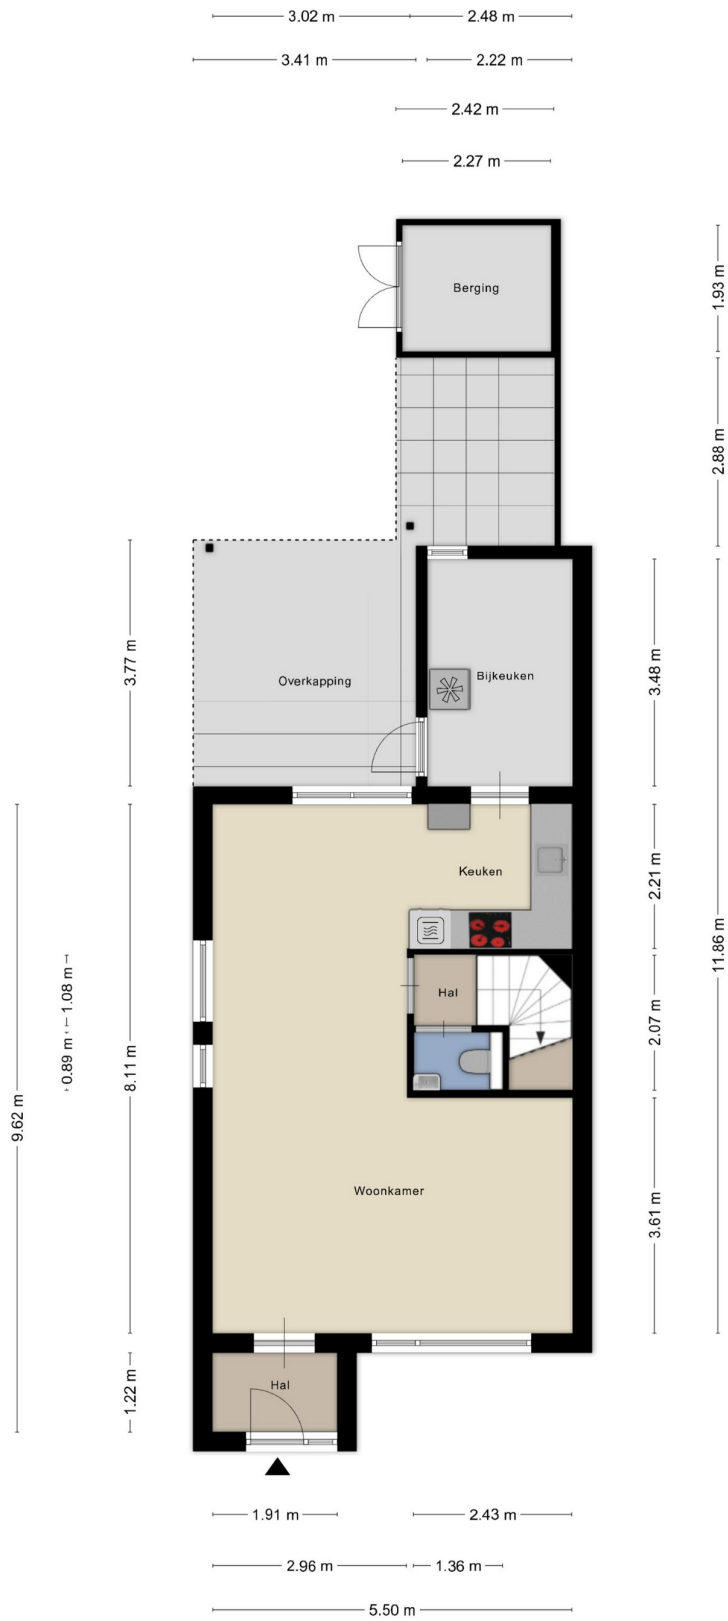 3.02 m 2.48 m
3.41 m 2.22 m
2.42 m
2.27 m
Berging
1.93 m
2.88 m
3.77 m
Overkapping
Bijkeuken
3.48 m
Keuken
2.21 m
11.86 m
Hal
1.08 m
0.89 m
2.07 m
8.11 m
9.62 m
Woonkamer
3.61 m
Hal
1.22 m
1.91 m 2.43 m
2.96 m 1.36 m
5.50 m